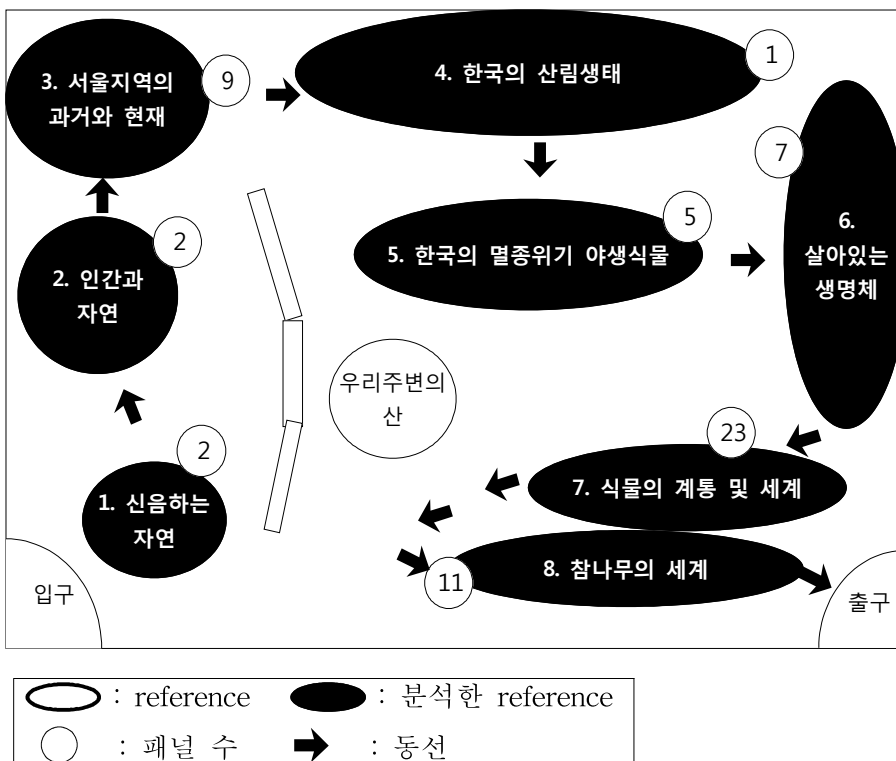 3. 서울지역의
과거와 현재
9
4. 한국의 산림생태
1
7
6.
살아있는
생명체
2
2. 인간과
자연
5
5. 한국의 멸종위기 야생식물
우리주변의
산
2
1. 신음하는
자연
23
7. 식물의 계통 및 세계
11
8. 참나무의 세계
입구
출구
: reference : 분석한 reference
: 패널 수 : 동선